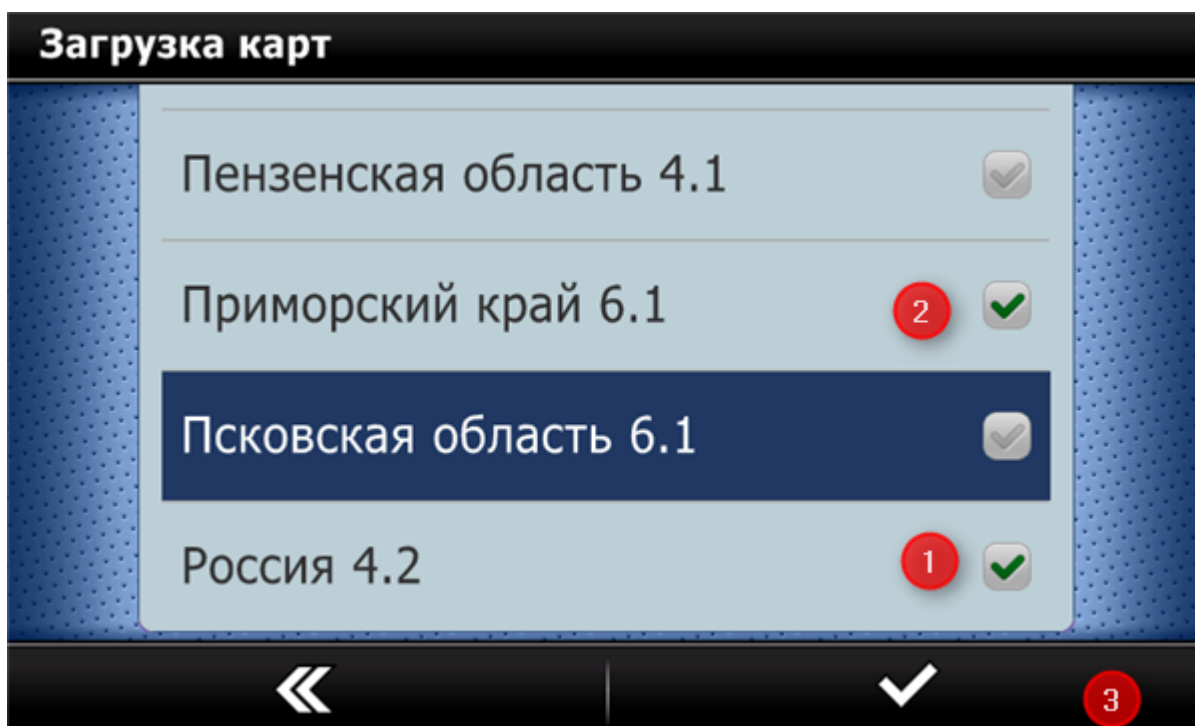 Загрузка карт
Пензенская область 4.1
Приморский край 6.1 2
Псковская область 6.1
Россия 4.2 1
3